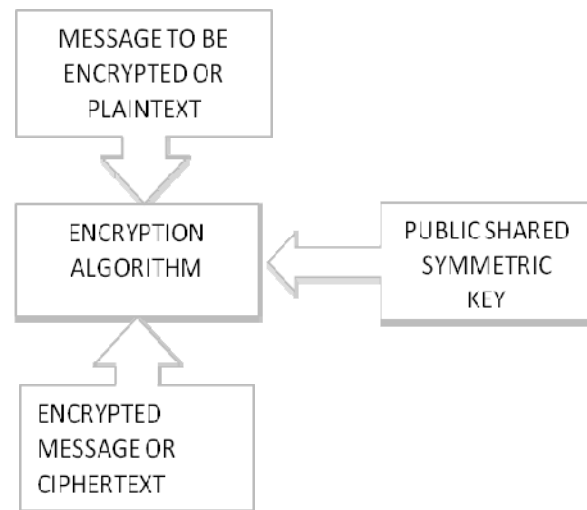 MESSAGE TO BE
ENCRYPTED OR
PLAINTEXT
ENCRYPTION
ALGORITHM
PUBLIC SHARED
SYMMETRIC
KEY
ENCRYPTED
MESSAGE OR
CIPHERTEXT